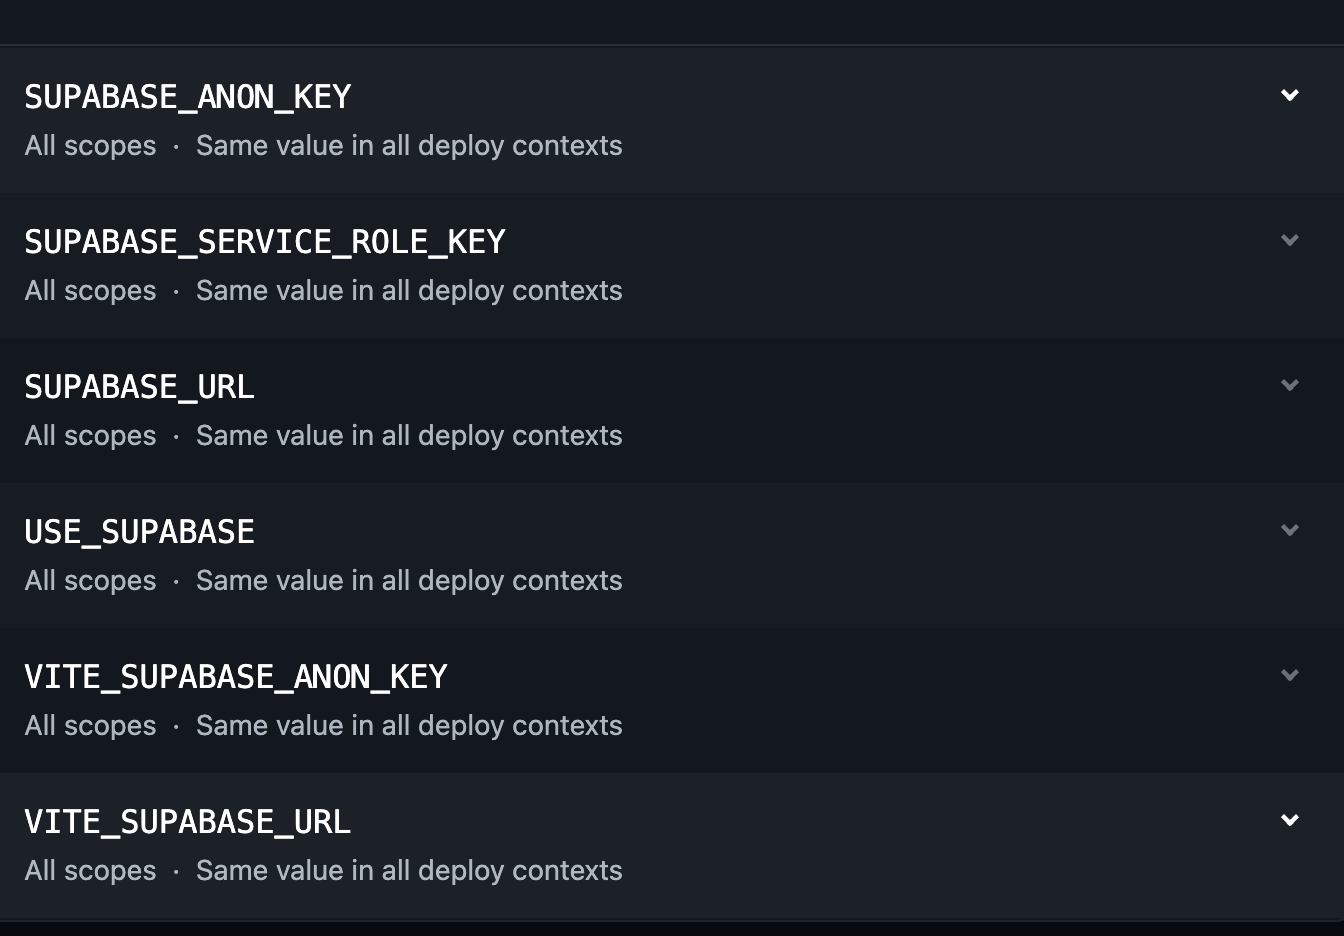 SUPABASE_ANON_KEY
All scopes · Same value in all deploy contexts
SUPABASE_SERVICE_ROLE_KEY
All scopes · Same value in all deploy contexts
SUPABASE_URL
All scopes · Same value in all deploy contexts
USE_SUPABASE
All scopes · Same value in all deploy contexts
VITE_SUPABASE_ANON_KEY
All scopes · Same value in all deploy contexts
VITE_SUPABASE_URL
All scopes · Same value in all deploy contexts